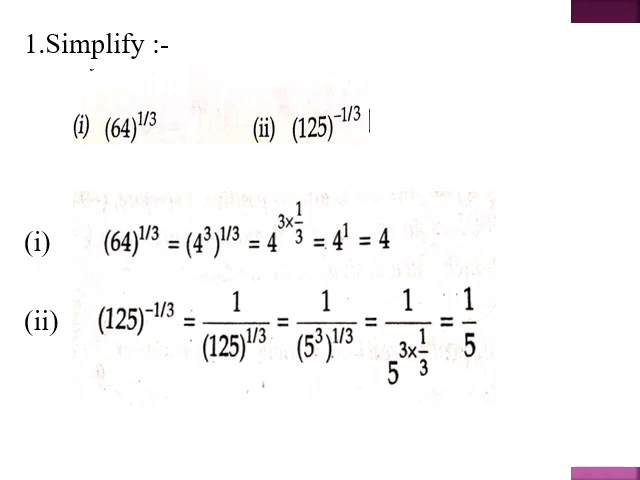 1.Simplify :-
(i) (64)^1/3 (ii) (125)^–1/3
(i) (64)^1/3 = (4^3)^1/3 = 4^3×1/3 = 4^1 = 4
(ii) (125)^–1/3 = 1/(125)^1/3 = 1/(5^3)^1/3 = 1/5^3×1/3 = 1/5